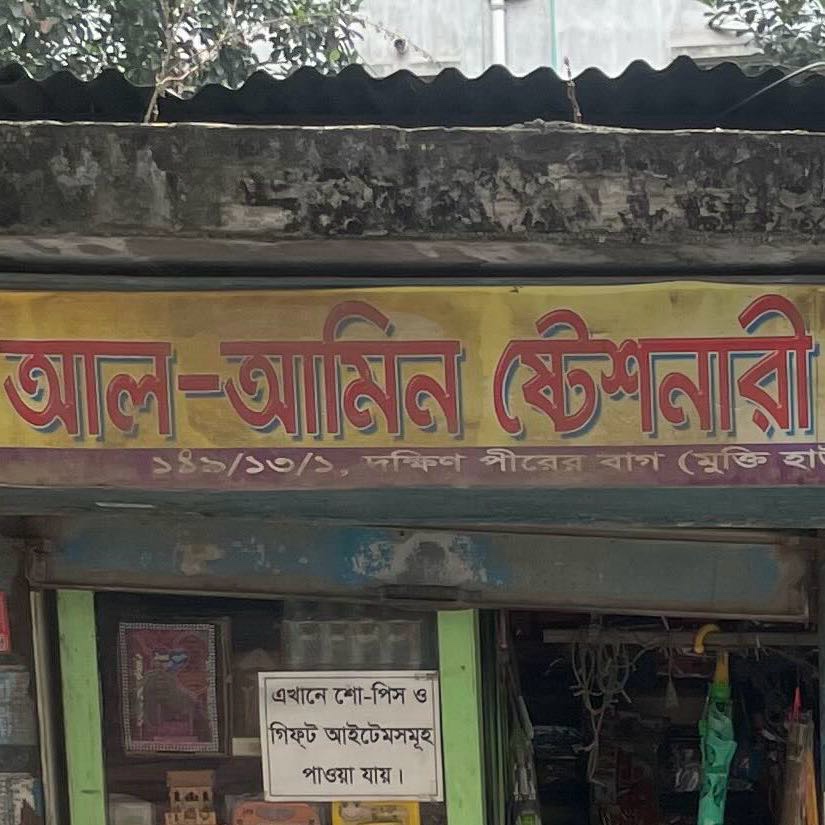 আল-আমিন ষ্টেশনারী
১৪৯/১৩/১, দক্ষিণ পীরের বাগ (মুক্তি
এখানে শো-পিস ও
গিফ্‌ট আইটেমসমূহ
পাওয়া যায়।